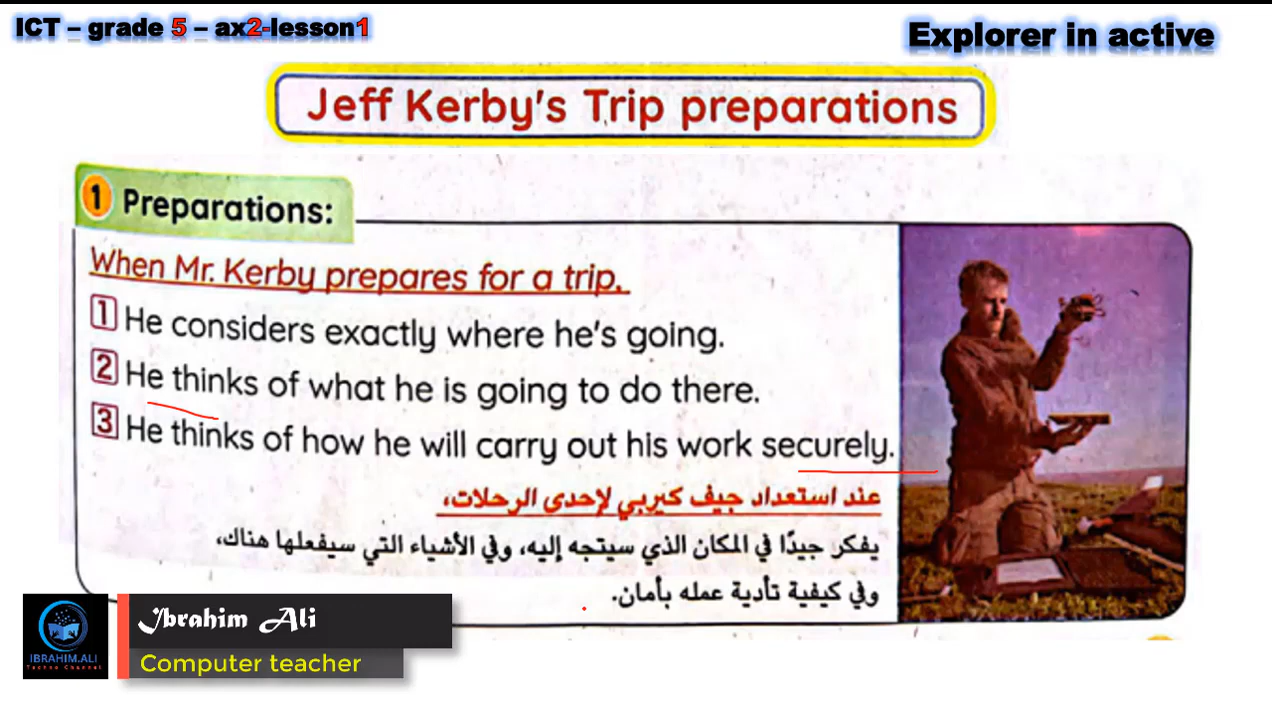 ICT – grade 5 – ax2-lesson1
Explorer in active
Jeff Kerby's Trip preparations
1 Preparations:
When Mr. Kerby prepares for a trip.
1 He considers exactly where he's going.
2 He thinks of what he is going to do there.
3 He thinks of how he will carry out his work securely.
عند استعداد جيف كيربي لإحدى الرحلات،
يفكر جيدًا في المكان الذي سيتجه إليه، وفي الأشياء التي سيفعلها هناك،
وفي كيفية تأدية عمله بأمان.
Ibrahim Ali
Computer teacher
IBRAHIM.ALI
Techno Channel